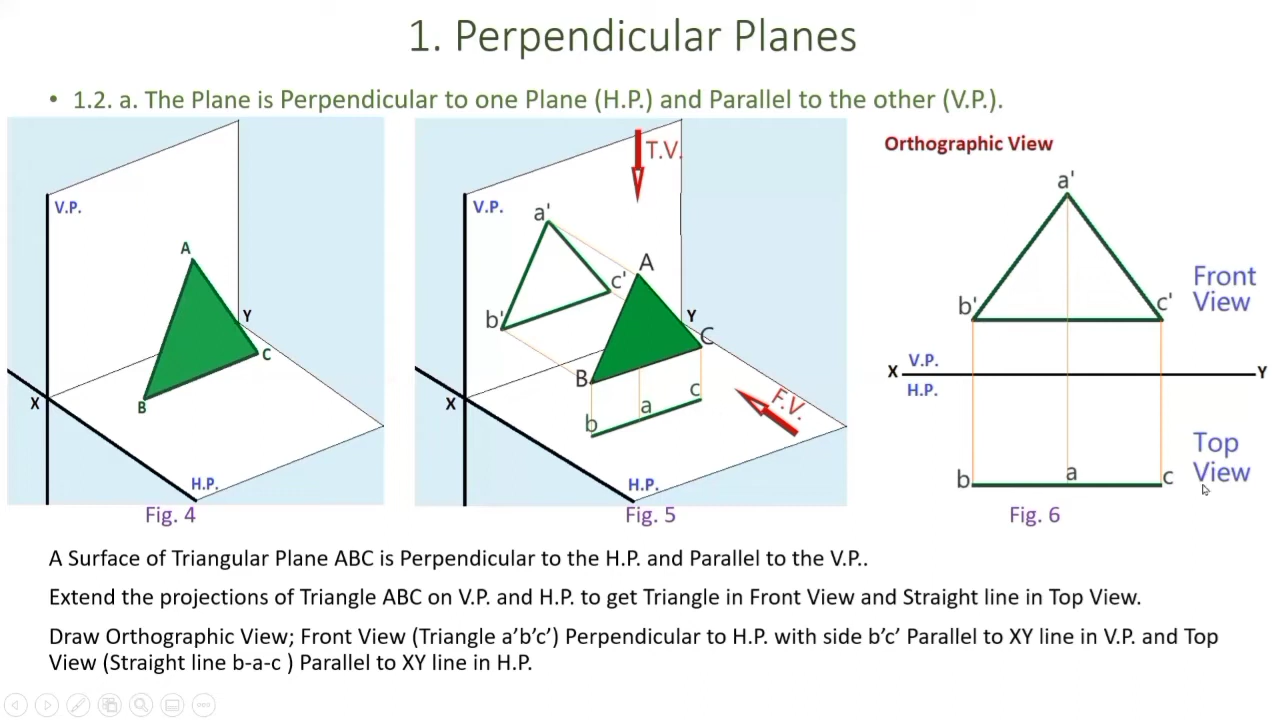 1. Perpendicular Planes
• 1.2. a. The Plane is Perpendicular to one Plane (H.P.) and Parallel to the other (V.P.).
V.P.
A
Y
C
X
B
H.P.
Fig. 4
T.V.
V.P.
a'
A
c'
b'
Y
C
B
c
X
a
F.V.
b
H.P.
Fig. 5
Orthographic View
a'
Front
View
b'
c'
V.P.
X
Y
H.P.
Top
View
b
a
c
Fig. 6
A Surface of Triangular Plane ABC is Perpendicular to the H.P. and Parallel to the V.P..
Extend the projections of Triangle ABC on V.P. and H.P. to get Triangle in Front View and Straight line in Top View.
Draw Orthographic View; Front View (Triangle a’b’c’) Perpendicular to H.P. with side b’c’ Parallel to XY line in V.P. and Top
View (Straight line b-a-c ) Parallel to XY line in H.P.